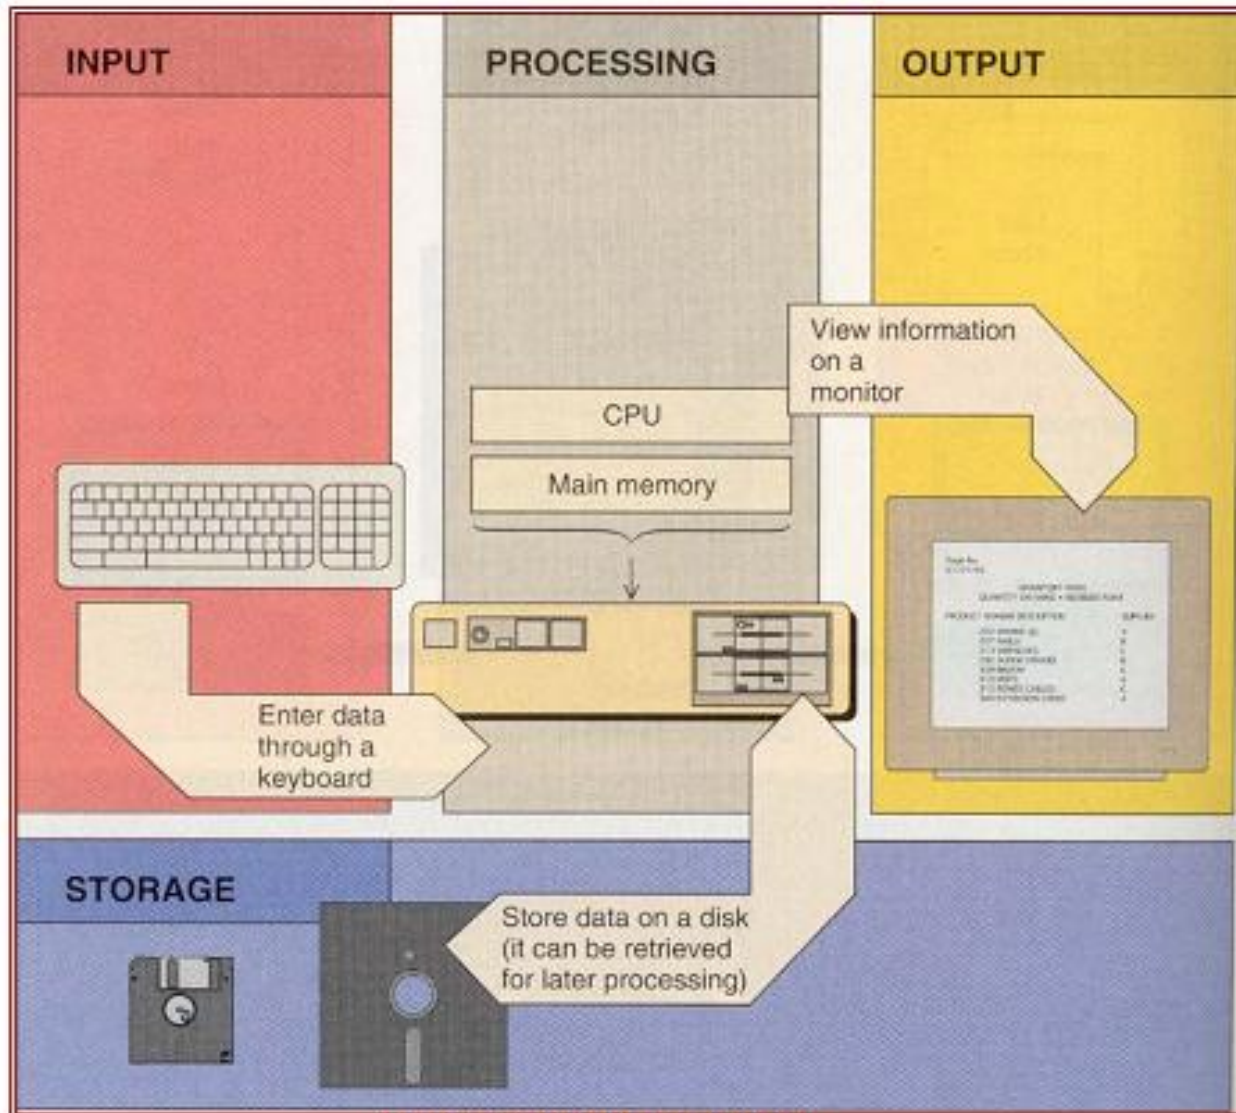 INPUT
PROCESSING
OUTPUT
View information
on a
monitor
CPU
Main memory
Enter data
through a
keyboard
STORAGE
Store data on a disk
(it can be retrieved
for later processing)